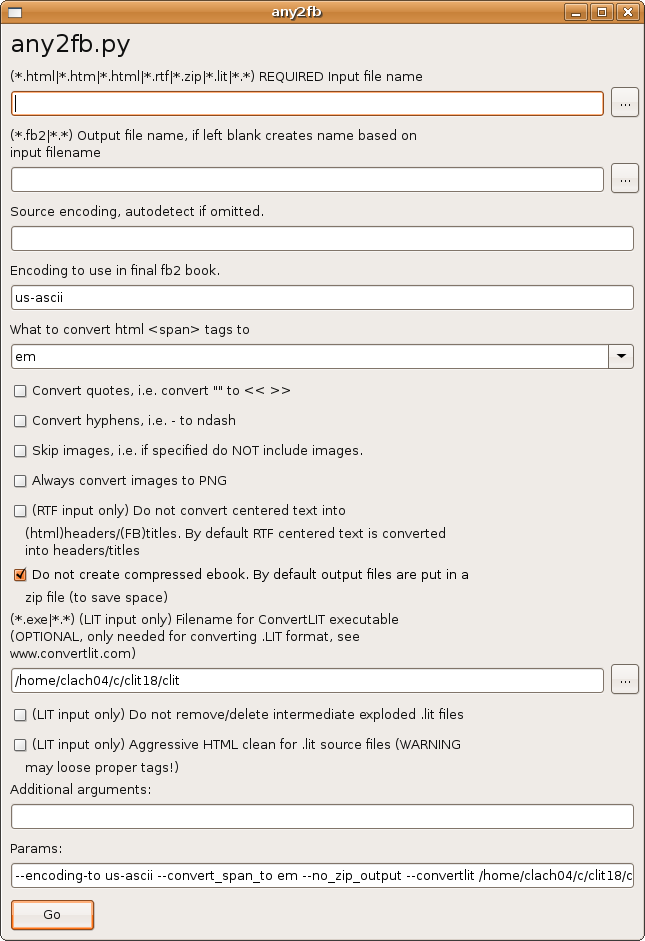 any2fb
any2fb.py
(*.html|*.htm|*.html|*.rtf|*.zip|*.lit|*.*) REQUIRED Input file name
...
(*.fb2|*.*) Output file name, if left blank creates name based on
input filename
...
Source encoding, autodetect if omitted.
Encoding to use in final fb2 book.
us-ascii
What to convert html <span> tags to
em
Convert quotes, i.e. convert "" to << >>
Convert hyphens, i.e. - to ndash
Skip images, i.e. if specified do NOT include images.
Always convert images to PNG
(RTF input only) Do not convert centered text into
(html)headers/(FB)titles. By default RTF centered text is converted
into headers/titles
Do not create compressed ebook. By default output files are put in a
zip file (to save space)
(*.exe|*.*) (LIT input only) Filename for ConvertLIT executable
(OPTIONAL, only needed for converting .LIT format, see
www.convertlit.com)
/home/clach04/c/clit18/clit
...
(LIT input only) Do not remove/delete intermediate exploded .lit files
(LIT input only) Aggressive HTML clean for .lit source files (WARNING
may loose proper tags!)
Additional arguments:
Params:
--encoding-to us-ascii --convert_span_to em --no_zip_output --convertlit /home/clach04/c/clit18/c
Go